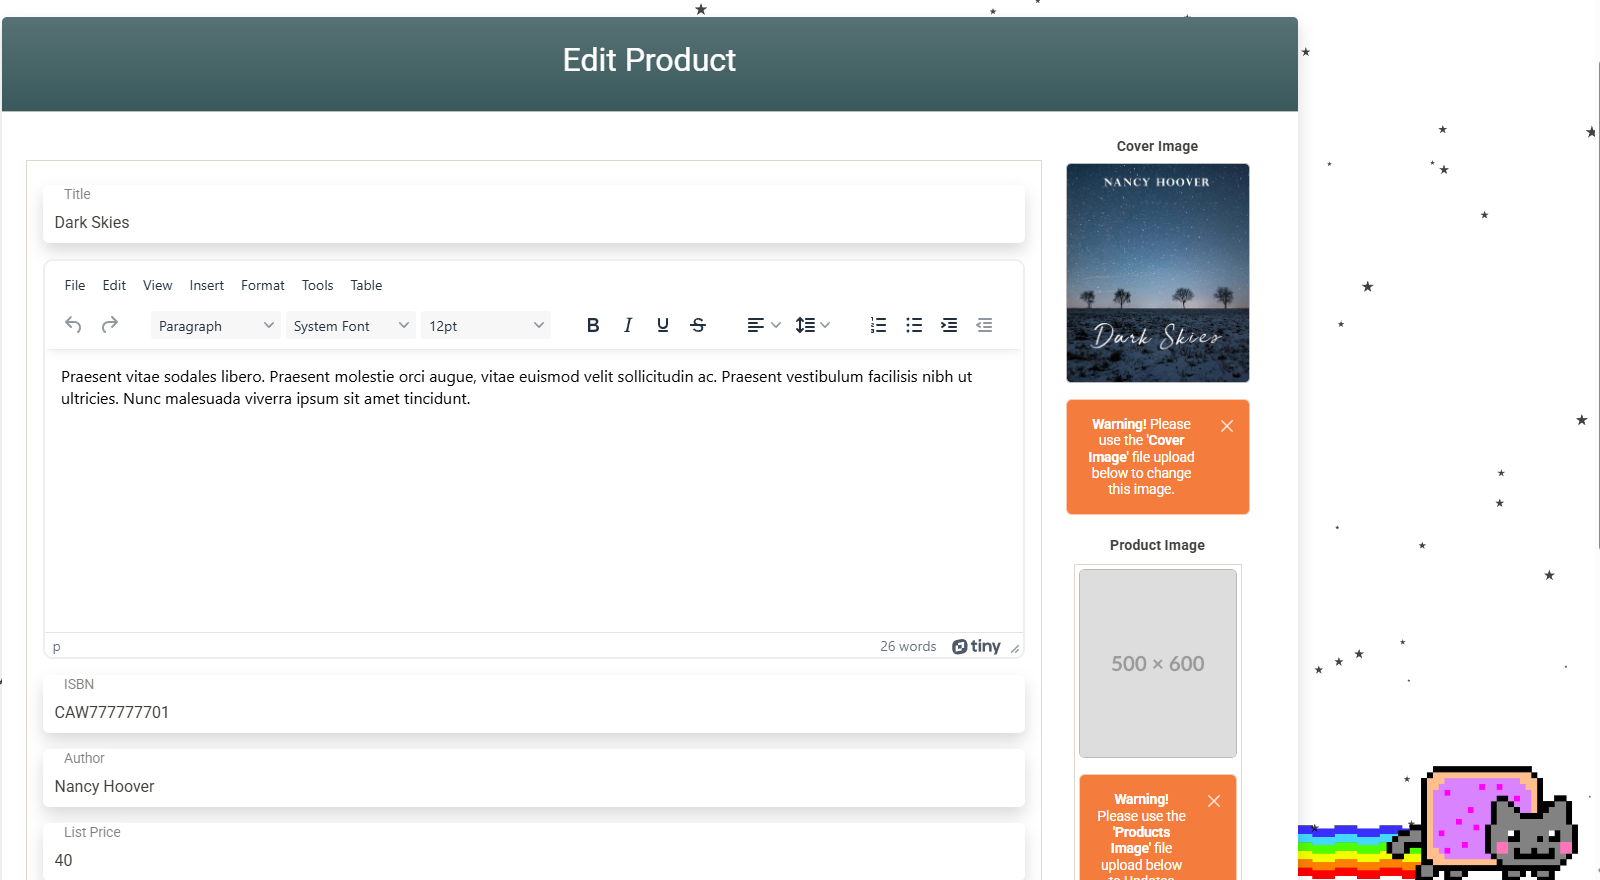 Edit Product
Title
Dark Skies
File Edit View Insert Format Tools Table
Paragraph System Font 12pt
B I U S
Praesent vitae sodales libero. Praesent molestie orci augue, vitae euismod velit sollicitudin ac. Praesent vestibulum facilisis nibh ut
ultricies. Nunc malesuada viverra ipsum sit amet tincidunt.
p 26 words tiny
ISBN
CAW777777701
Author
Nancy Hoover
List Price
40
Cover Image
NANCY HOOVER
Dark Skies
Warning! Please
use the 'Cover
Image' file upload
below to change
this image.
Product Image
500 × 600
Warning!
Please use the
'Products
Image' file
upload below
to Updates